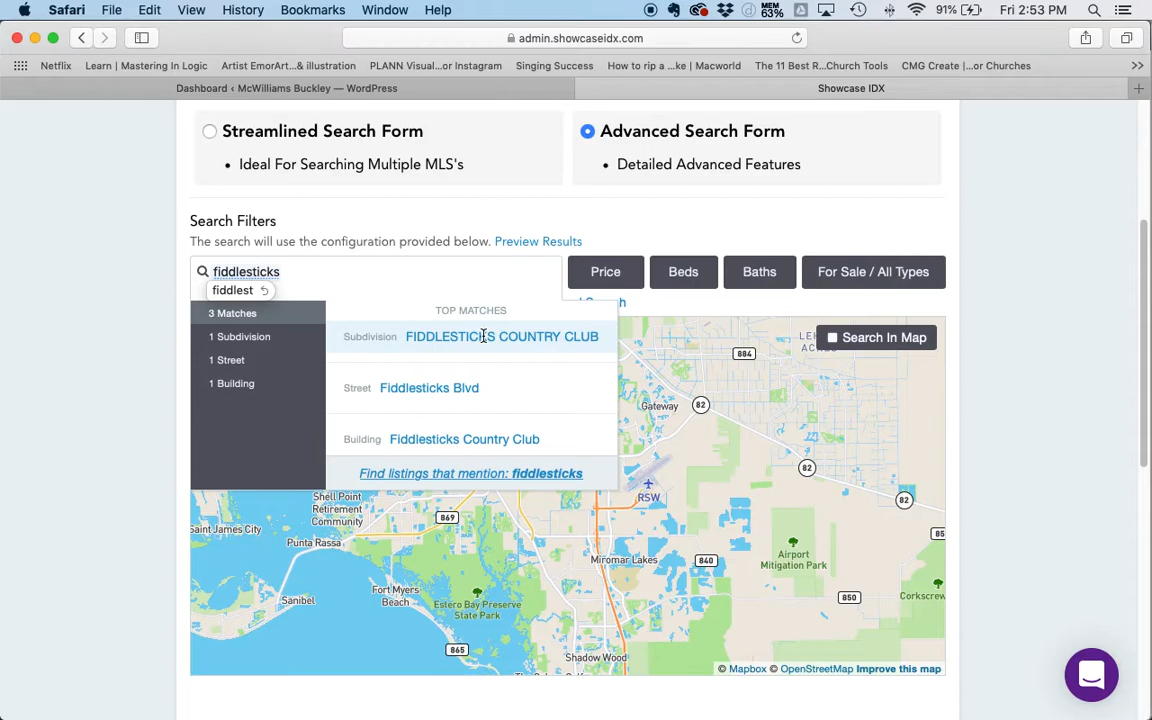 Safari File Edit View History Bookmarks Window Help MEM 63% 91% Fri 2:53 PM
admin.showcaseidx.com
Netflix Learn | Mastering In Logic Artist EmorArt...& illustration PLANN Visual...or Instagram Singing Success How to rip a ...ke | Macworld The 11 Best R...Church Tools CMG Create |...or Churches
Dashboard ‹ McWilliams Buckley — WordPress Showcase IDX
Streamlined Search Form Advanced Search Form
• Ideal For Searching Multiple MLS's • Detailed Advanced Features
Search Filters
The search will use the configuration provided below. Preview Results
fiddlesticks Price Beds Baths For Sale / All Types
fiddlest
TOP MATCHES
3 Matches
1 Subdivision
1 Street
1 Building
Subdivision FIDDLESTICKS COUNTRY CLUB
Street Fiddlesticks Blvd
Building Fiddlesticks Country Club
Find listings that mention: fiddlesticks
Search In Map
884
Gateway 82
82
RSW 82
Shell Point
Retirement
Community
Saint James City 869
Punta Rassa
Miromar Lakes 840
Airport
Mitigation Park
Sanibel Fort Myers
Beach
Estero Bay Preserve
State Park
850
Corkscrew
865 Shadow Wood
© Mapbox © OpenStreetMap Improve this map